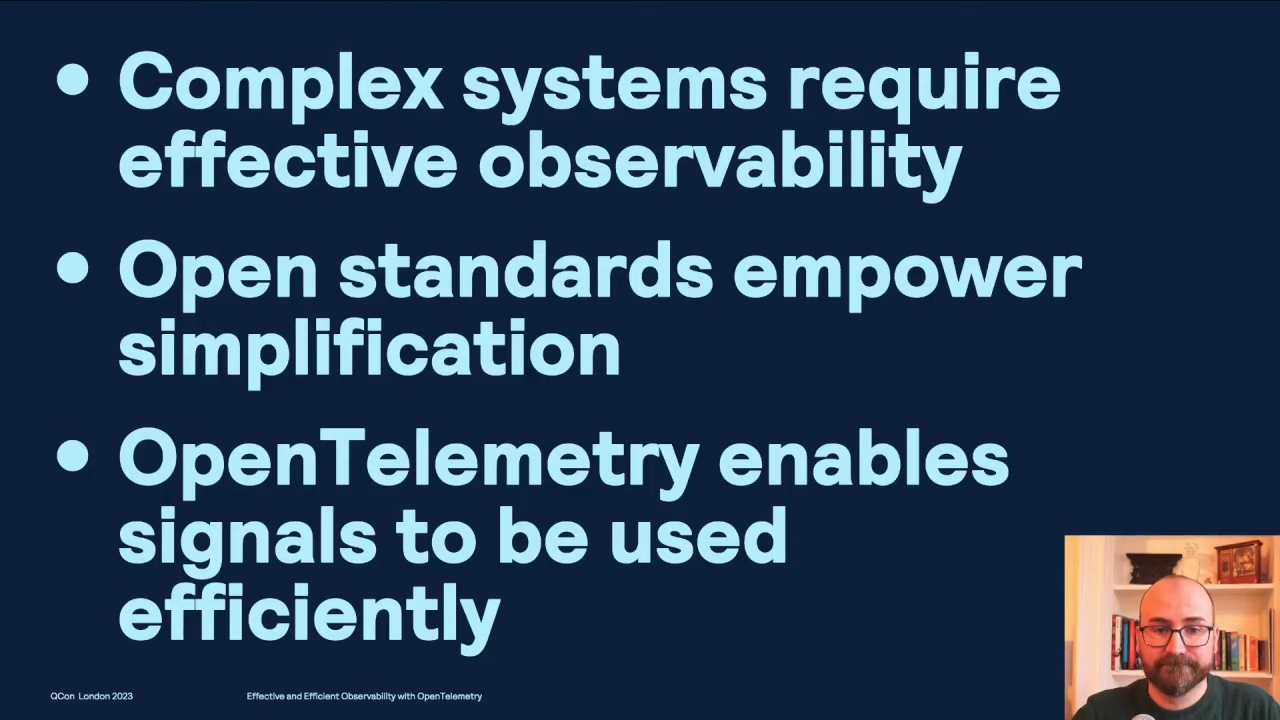 • Complex systems require
effective observability
• Open standards empower
simplification
• OpenTelemetry enables
signals to be used
efficiently
QCon London 2023
Effective and Efficient Observability with OpenTelemetry